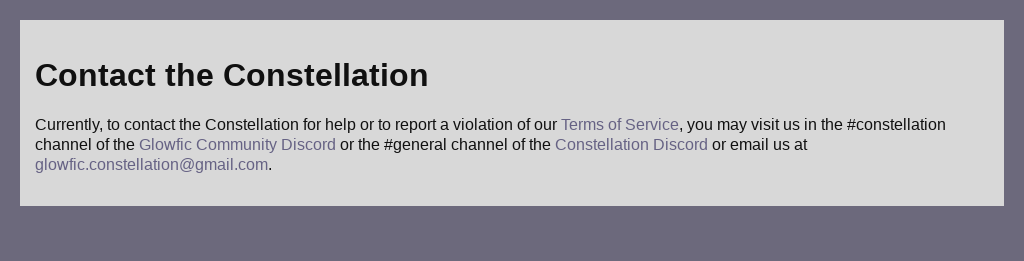 Contact the Constellation
Currently, to contact the Constellation for help or to report a violation of our Terms of Service, you may visit us in the #constellation
channel of the Glowfic Community Discord or the #general channel of the Constellation Discord or email us at
glowfic.constellation@gmail.com.